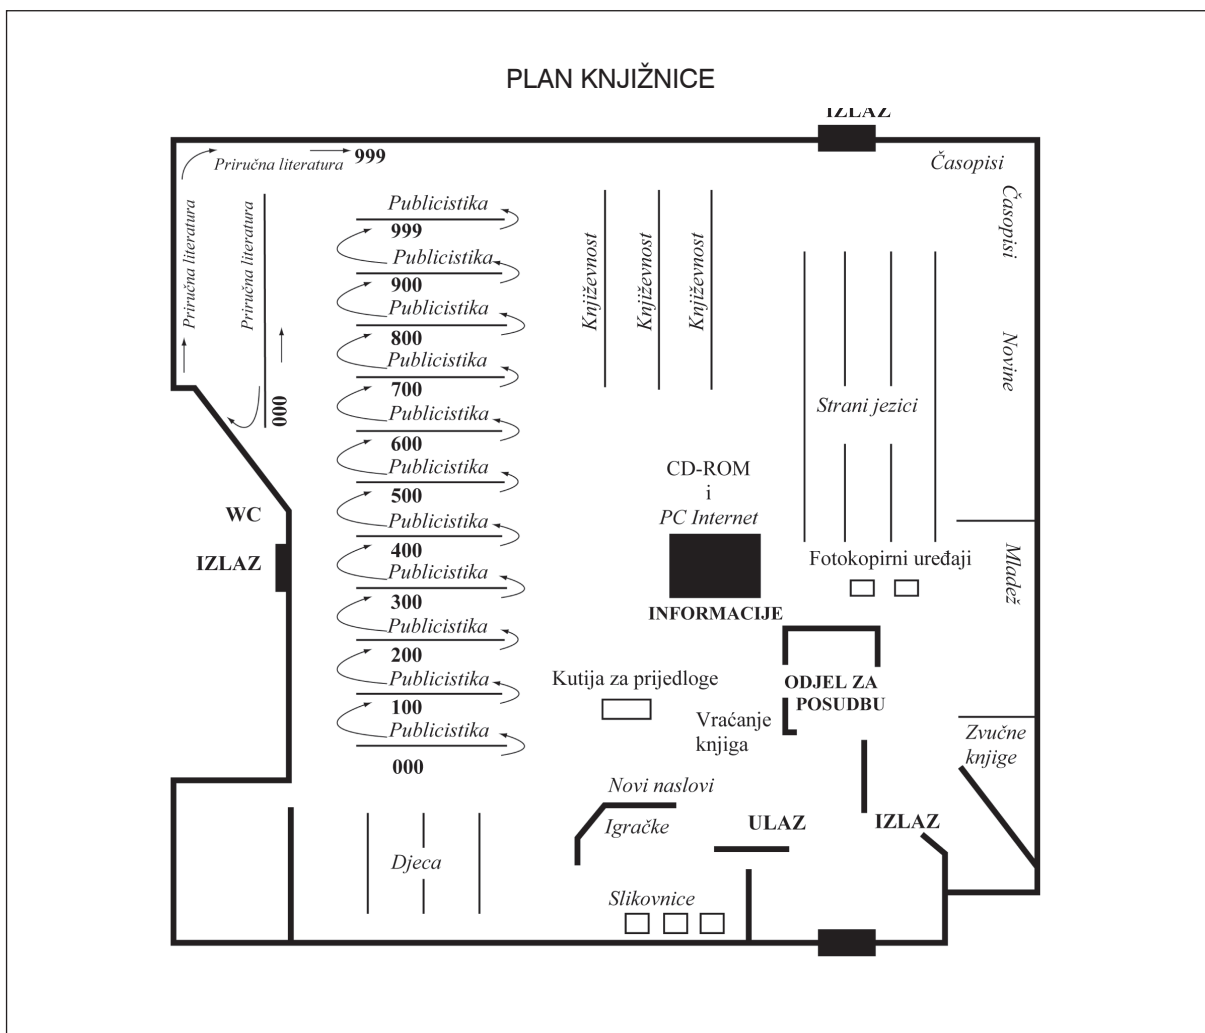 PLAN KNJIŽNICE
IZLAZ
Priručna literatura
999
Časopisi
Priručna literatura
Priručna literatura
000
Publicistika
999
Publicistika
900
Publicistika
800
Publicistika
700
Publicistika
600
Publicistika
500
Publicistika
400
Publicistika
300
Publicistika
200
Publicistika
100
Publicistika
000
Književnost
Književnost
Književnost
Časopisi
Novine
Strani jezici
CD-ROM
i
PC Internet
INFORMACIJE
Fotokopirni uređaji
Mladež
WC
IZLAZ
Kutija za prijedloge
ODJEL ZA
POSUDBU
Vraćanje
knjiga
Zvučne
knjige
Novi naslovi
Igračke
ULAZ
IZLAZ
Djeca
Slikovnice